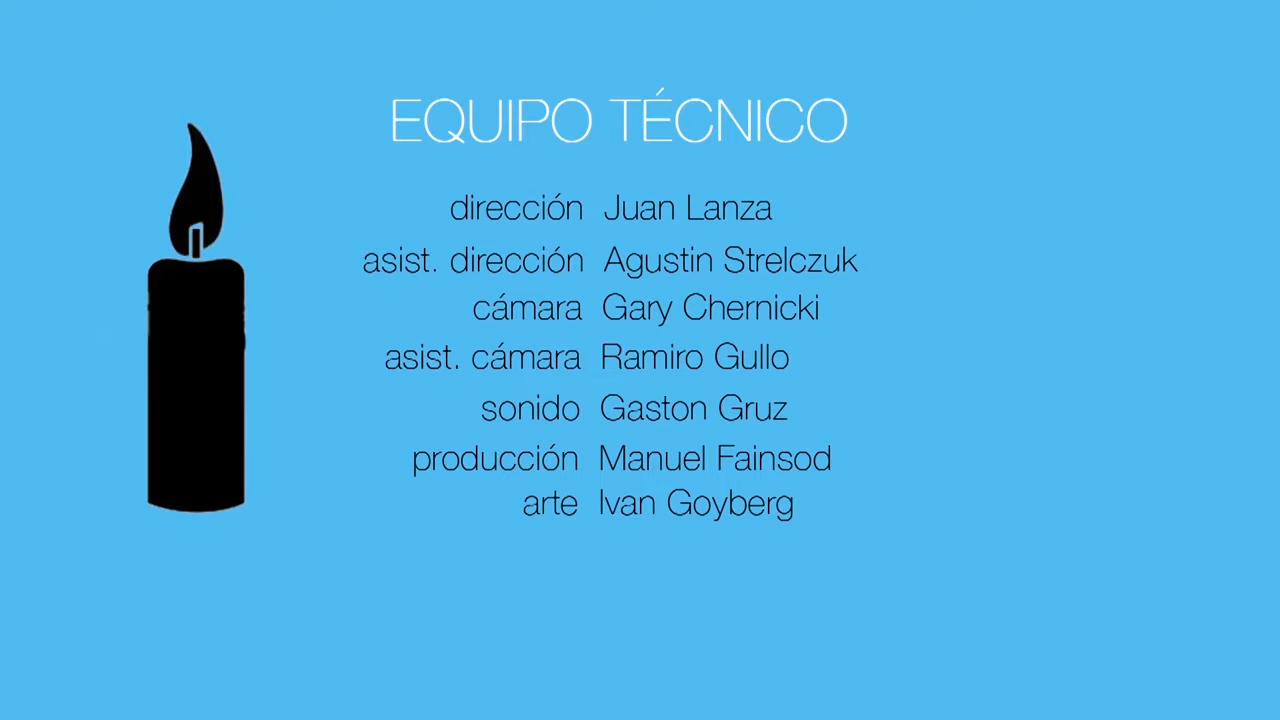 EQUIPO TÉCNICO
dirección Juan Lanza
asist. dirección Agustin Strelczuk
cámara Gary Chernicki
asist. cámara Ramiro Gullo
sonido Gaston Gruz
producción Manuel Fainsod
arte Ivan Goyberg